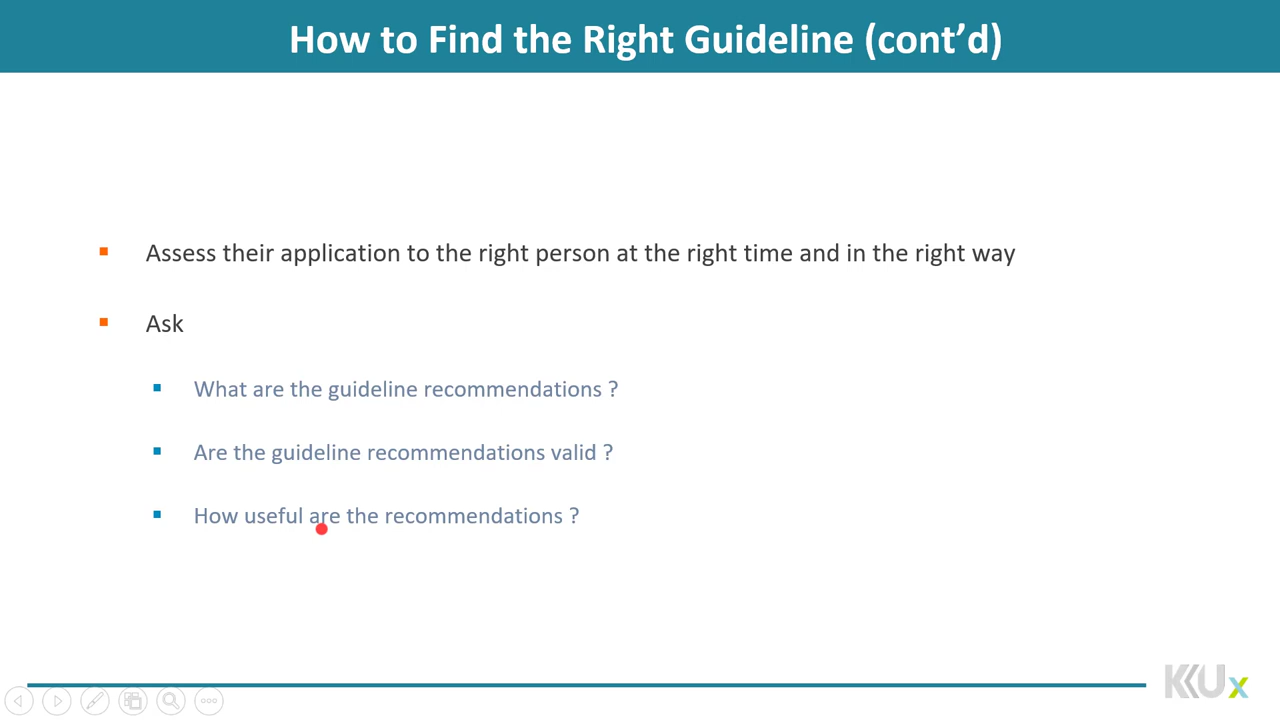 How to Find the Right Guideline (cont’d)
Assess their application to the right person at the right time and in the right way
Ask
What are the guideline recommendations ?
Are the guideline recommendations valid ?
How useful are the recommendations ?
KKUx